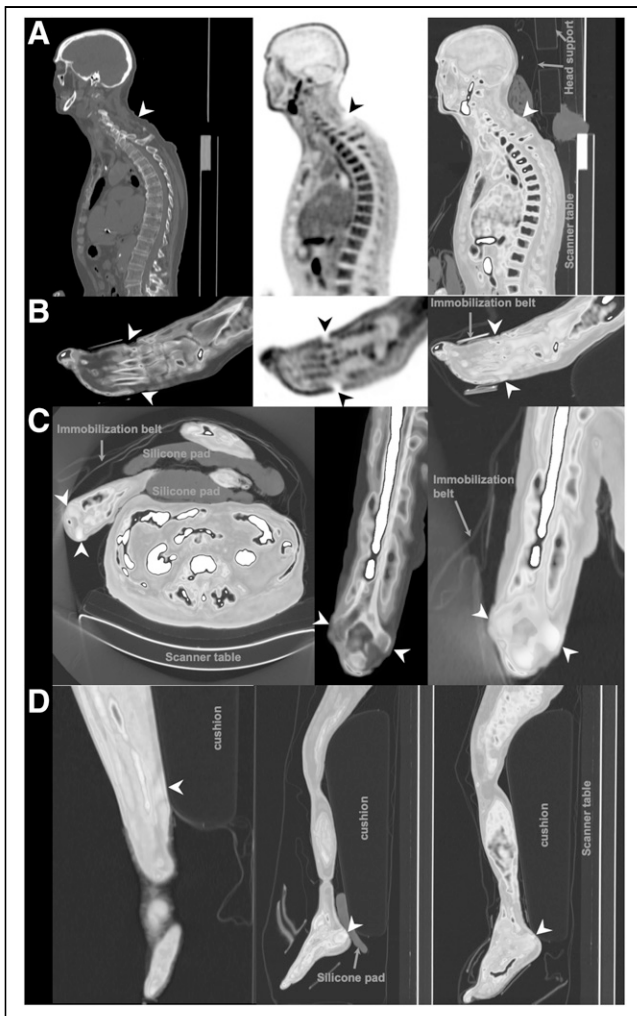 A
Head support
Scanner table
B
Immobilization belt
C
Immobilization belt
Silicone pad
Silicone pad
Scanner table
Immobilization
belt
D
cushion
cushion
Silicone pad
cushion
Scanner table